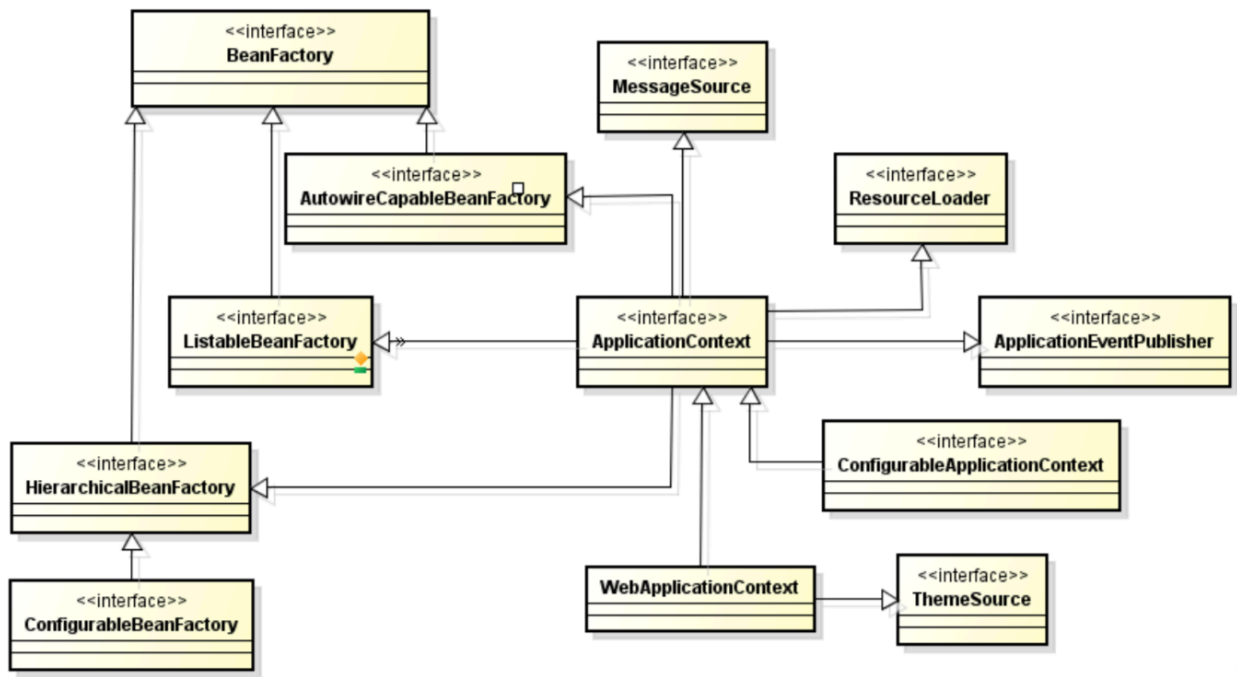 <<interface>>
BeanFactory
<<interface>>
MessageSource
<<interface>>
AutowireCapableBeanFactory
<<interface>>
ResourceLoader
<<interface>>
ListableBeanFactory
<<interface>>
ApplicationContext
<<interface>>
ApplicationEventPublisher
<<interface>>
ConfigurableApplicationContext
<<interface>>
HierarchicalBeanFactory
<<interface>>
ConfigurableBeanFactory
WebApplicationContext
<<interface>>
ThemeSource